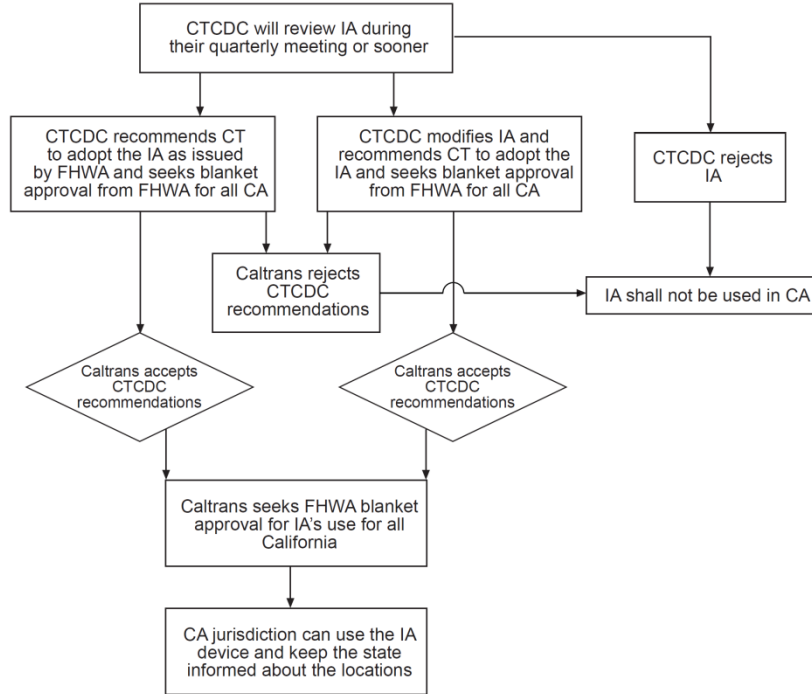 CTCDC will review IA during
their quarterly meeting or sooner
CTCDC recommends CT
to adopt the IA as issued
by FHWA and seeks blanket
approval from FHWA for all CA
CTCDC modifies IA and
recommends CT to adopt the
IA and seeks blanket approval
from FHWA for all CA
CTCDC rejects
IA
Caltrans rejects
CTCDC
recommendations
IA shall not be used in CA
Caltrans accepts
CTCDC
recommendations
Caltrans accepts
CTCDC
recommendations
Caltrans seeks FHWA blanket
approval for IA’s use for all
California
CA jurisdiction can use the IA
device and keep the state
informed about the locations